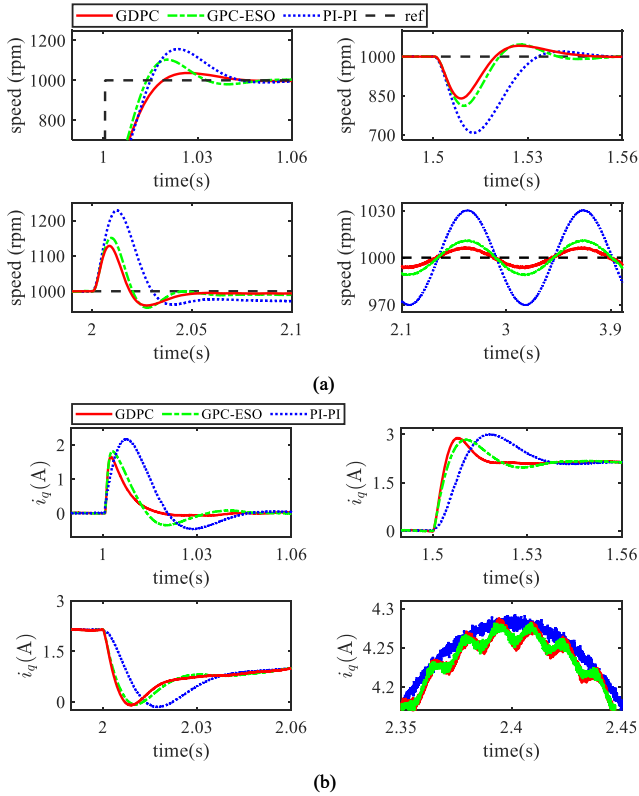 GDPC GPC-ESO PI-PI ref
speed (rpm)
1200
1000
800
1 1.03 1.06
time(s)
speed (rpm)
1000
850
700
1.5 1.53 1.56
time(s)
speed (rpm)
1200
1100
1000
2 2.05 2.1
time(s)
speed (rpm)
1030
1000
970
2.1 3 3.9
time(s)
(a)
GDPC GPC-ESO PI-PI
i_q(A)
2
1
0
1 1.03 1.06
time(s)
i_q(A)
3
1.5
0
1.5 1.53 1.56
time(s)
i_q(A)
3
1.5
0
2 2.03 2.06
time(s)
i_q(A)
4.3
4.25
4.2
2.35 2.4 2.45
time(s)
(b)